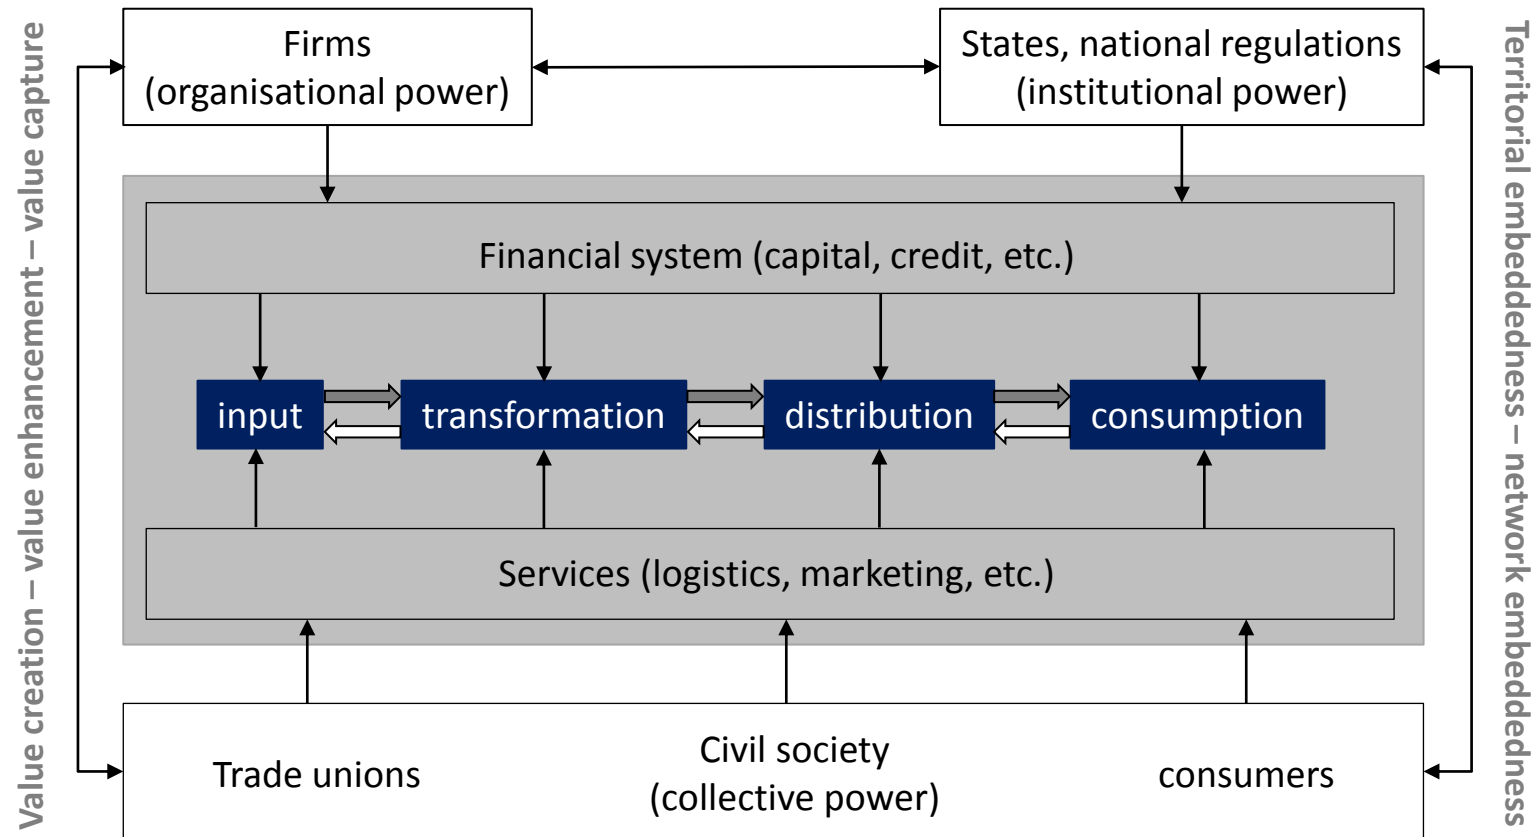 Value creation – value enhancement – value capture
Firms
(organisational power)
States, national regulations
(institutional power)
Territorial embeddedness – network embeddedness
Financial system (capital, credit, etc.)
input
transformation
distribution
consumption
Services (logistics, marketing, etc.)
Trade unions
Civil society
(collective power)
consumers